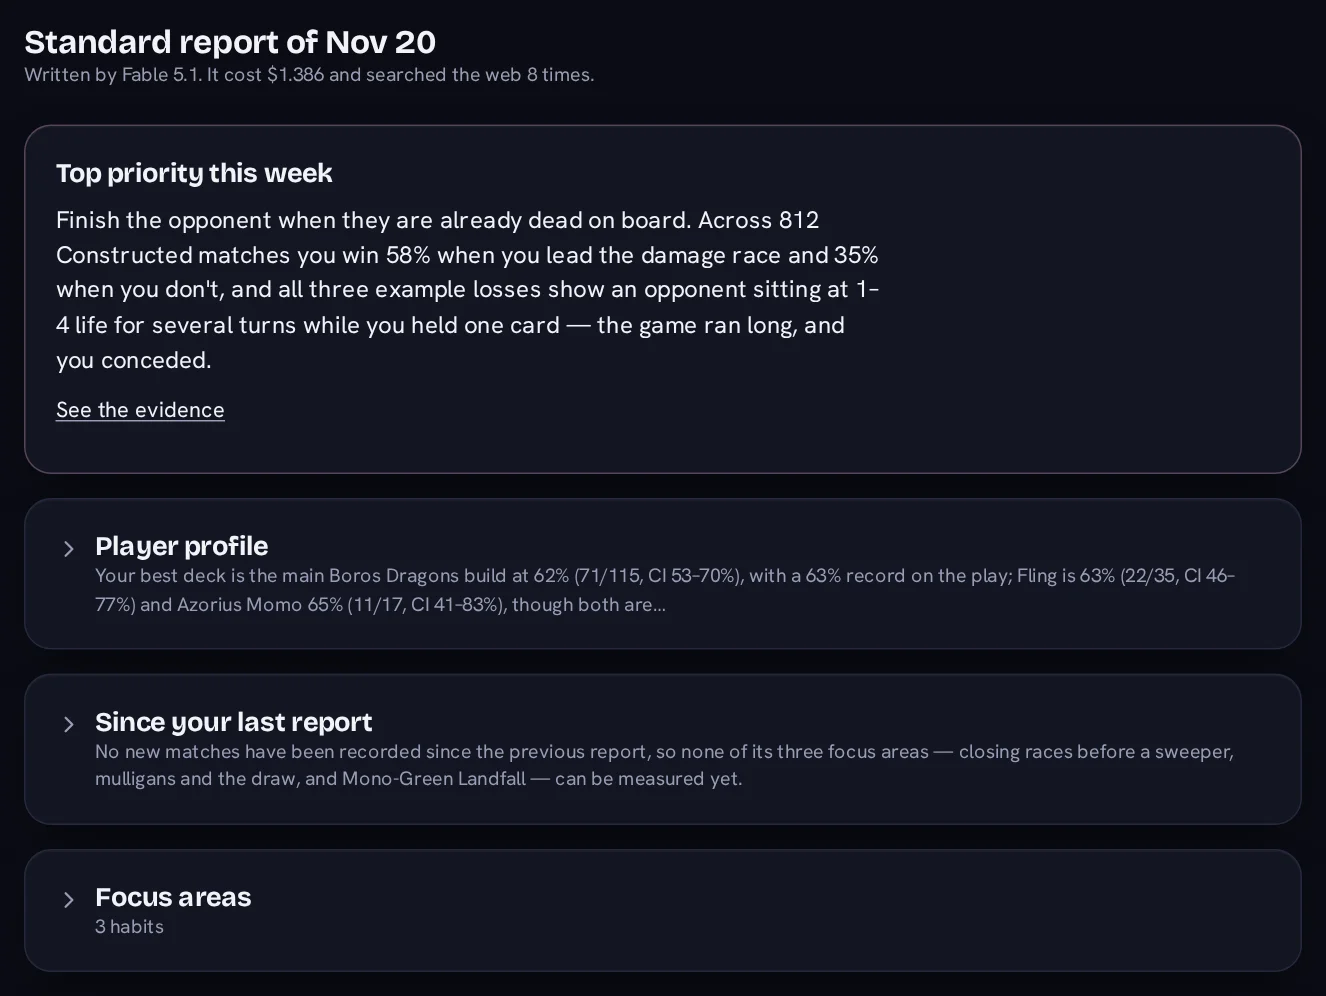 Standard report of Nov 20
Written by Fable 5.1. It cost $1.386 and searched the web 8 times.
Top priority this week
Finish the opponent when they are already dead on board. Across 812
Constructed matches you win 58% when you lead the damage race and 35%
when you don't, and all three example losses show an opponent sitting at 1–
4 life for several turns while you held one card — the game ran long, and
you conceded.
See the evidence
Player profile
Your best deck is the main Boros Dragons build at 62% (71/115, CI 53–70%), with a 63% record on the play; Fling is 63% (22/35, CI 46–
77%) and Azorius Momo 65% (11/17, CI 41–83%), though both are…
Since your last report
No new matches have been recorded since the previous report, so none of its three focus areas — closing races before a sweeper,
mulligans and the draw, and Mono-Green Landfall — can be measured yet.
Focus areas
3 habits